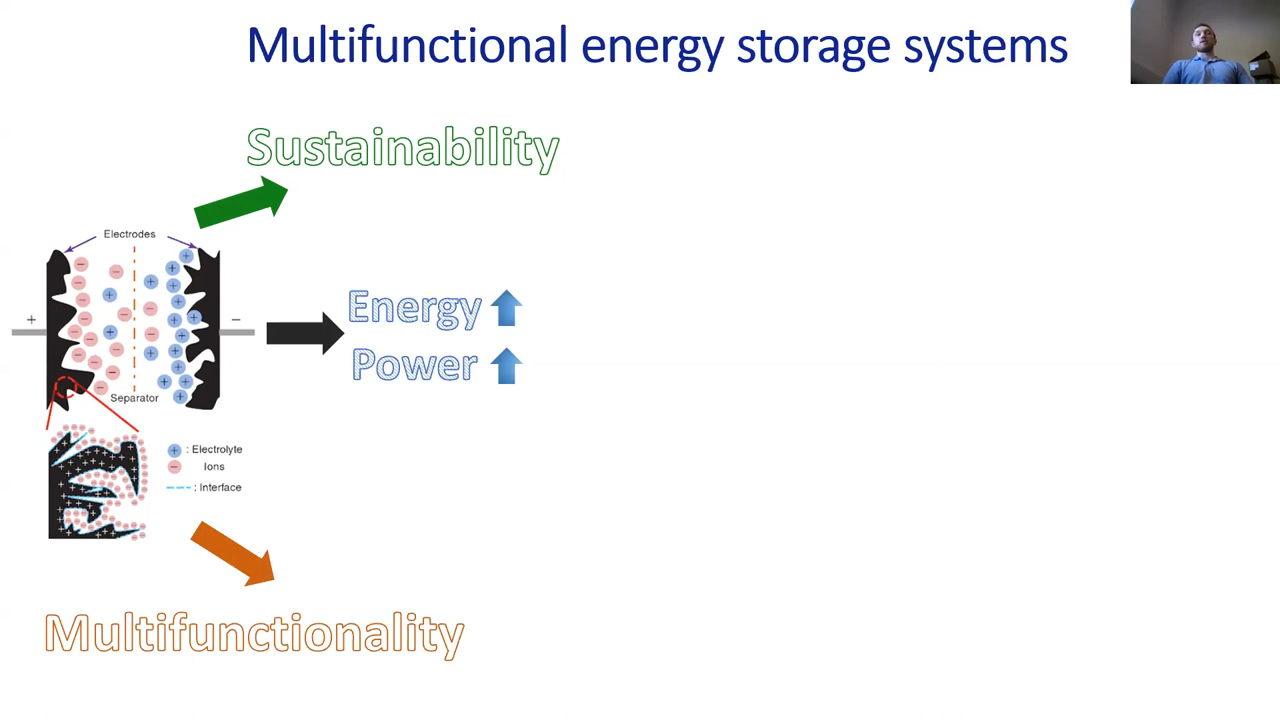 Multifunctional energy storage systems
Sustainability
Electrodes
+
−
Energy
Power
Separator
+ : Electrolyte
− Ions
: Interface
Multifunctionality